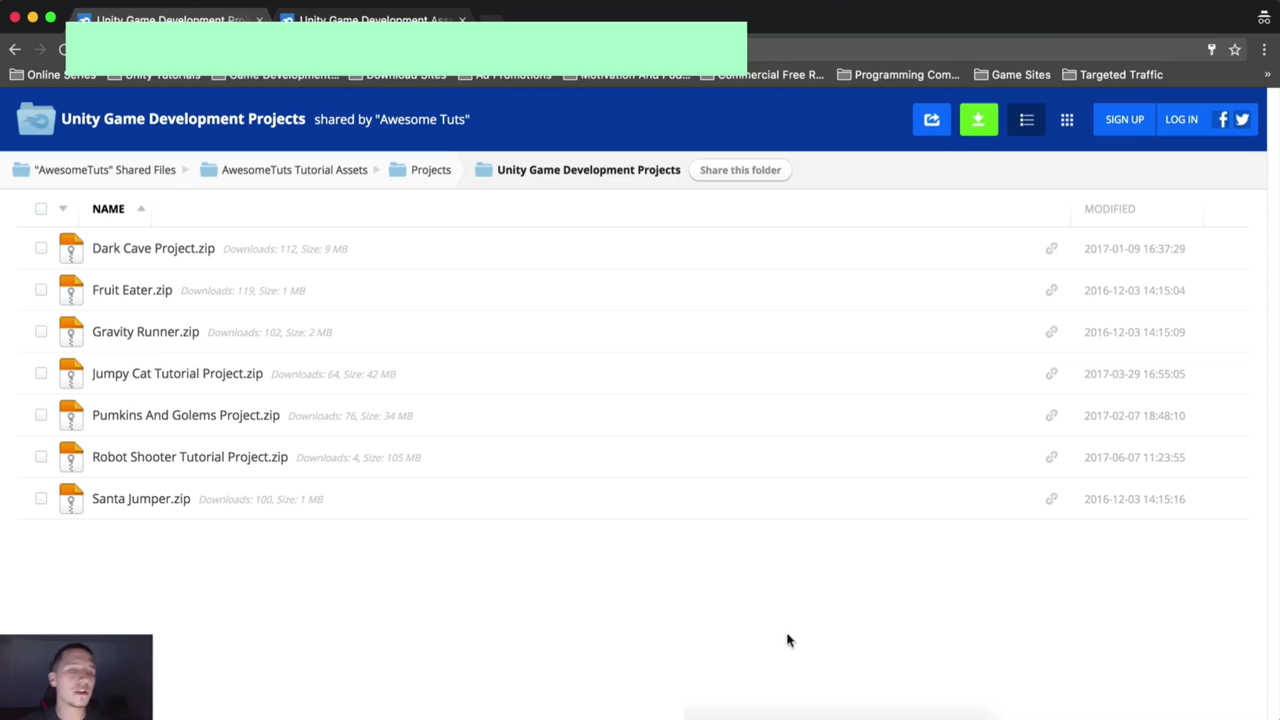 Unity Game Development Proj
Unity Game Development Ass
Online Series
Unity Tutorials
Game Development...
Download Sites
Ad Promotions
Motivation And Pod...
Commercial Free R...
Programming Com...
Game Sites
Targeted Traffic
»
Unity Game Development Projects shared by "Awesome Tuts"
SIGN UP
LOG IN
"AwesomeTuts" Shared Files
AwesomeTuts Tutorial Assets
Projects
Unity Game Development Projects
Share this folder
NAME MODIFIED
Dark Cave Project.zip Downloads: 112, Size: 9 MB 2017-01-09 16:37:29
Fruit Eater.zip Downloads: 119, Size: 1 MB 2016-12-03 14:15:04
Gravity Runner.zip Downloads: 102, Size: 2 MB 2016-12-03 14:15:09
Jumpy Cat Tutorial Project.zip Downloads: 64, Size: 42 MB 2017-03-29 16:55:05
Pumkins And Golems Project.zip Downloads: 76, Size: 34 MB 2017-02-07 18:48:10
Robot Shooter Tutorial Project.zip Downloads: 4, Size: 105 MB 2017-06-07 11:23:55
Santa Jumper.zip Downloads: 100, Size: 1 MB 2016-12-03 14:15:16